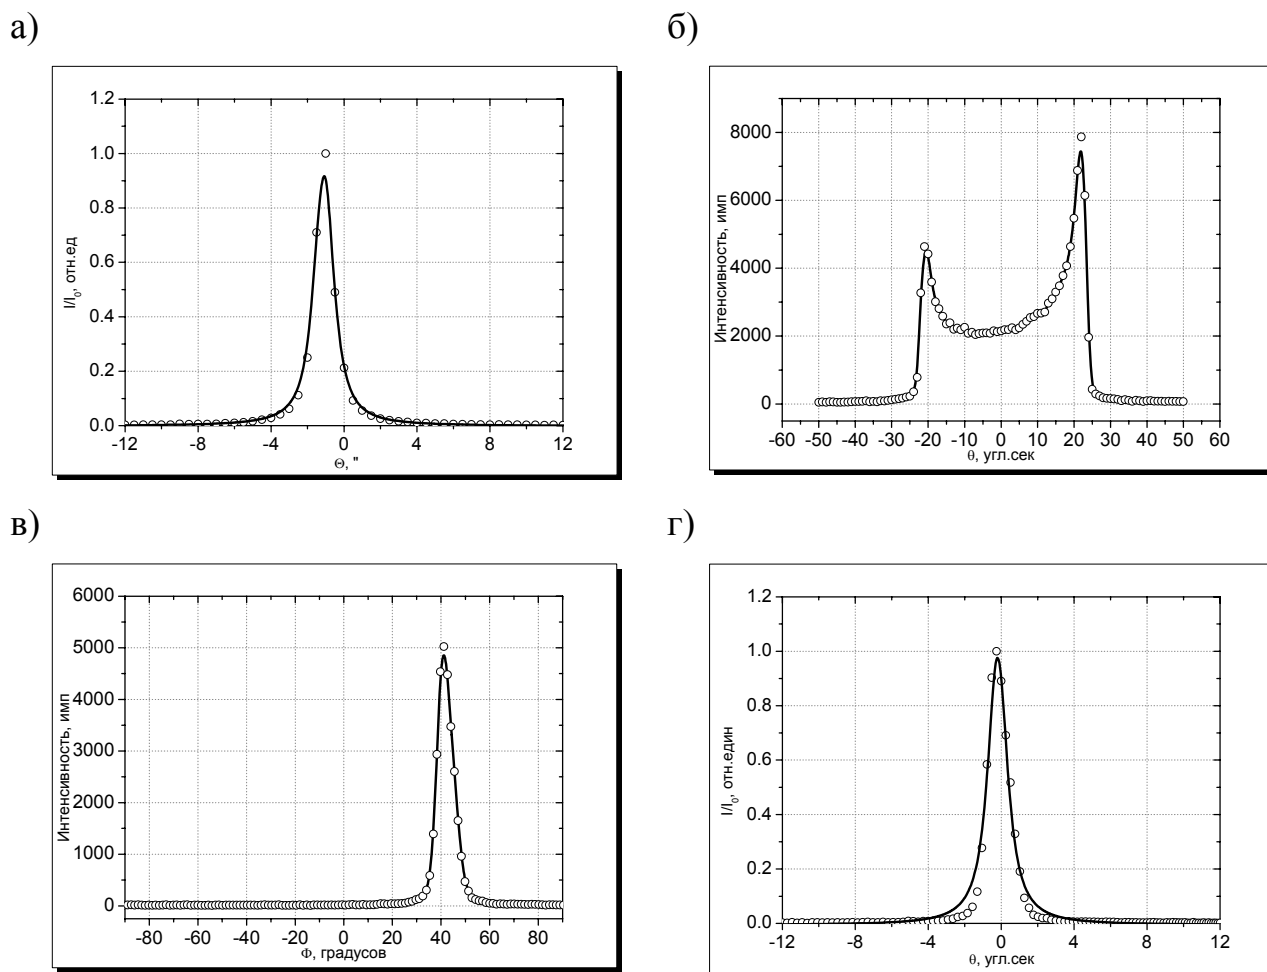 а)
1.2
1.0
0.8
0.6
0.4
0.2
0.0
I/I₀, отн.ед
-12 -8 -4 0 4 8 12
Θ, "
б)
8000
6000
4000
2000
0
Интенсивность, имп
-60 -50 -40 -30 -20 -10 0 10 20 30 40 50 60
θ, угл.сек
в)
6000
5000
4000
3000
2000
1000
0
Интенсивность, имп
-80 -60 -40 -20 0 20 40 60 80
Φ, градусов
г)
1.2
1.0
0.8
0.6
0.4
0.2
0.0
I/I₀, отн.един
-12 -8 -4 0 4 8 12
θ, угл.сек